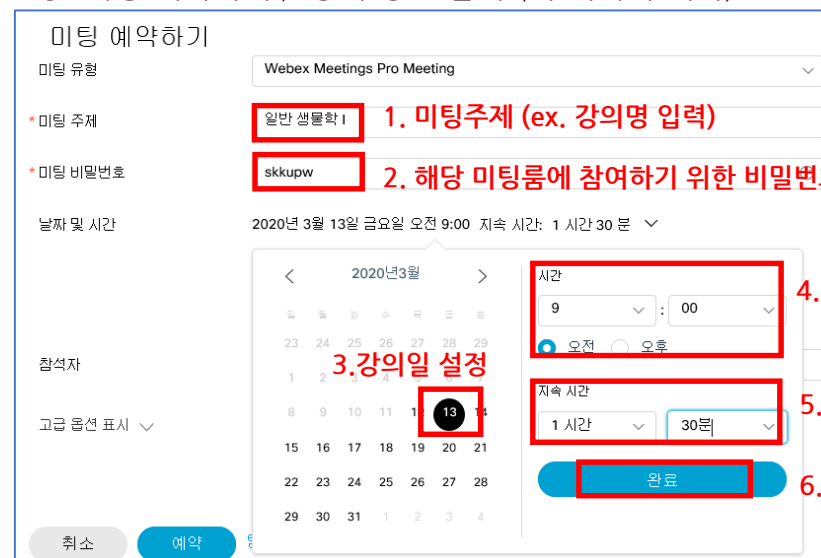 미팅 예약하기
미팅 유형 Webex Meetings Pro Meeting
* 미팅 주제 일반 생물학 I 1. 미팅주제 (ex. 강의명 입력)
* 미팅 비밀번호 skkupw 2. 해당 미팅룸에 참여하기 위한
날짜 및 시간 2020년 3월 13일 금요일 오전 9:00 지속 시간: 1 시간 30 분
2020년3월
일 월 화 수 목 금 토
23 24 25 26 27 28 29
3.강의일 설정
1 2
8 9 10 11 12 13 14
15 16 17 18 19 20 21
22 23 24 25 26 27 28
29 30 31 1 2 3 4
시간
9 : 00
4.
오전 오후
지속 시간
1 시간 30분
5.
완료
6.
참석자
고급 옵션 표시
취소 예약